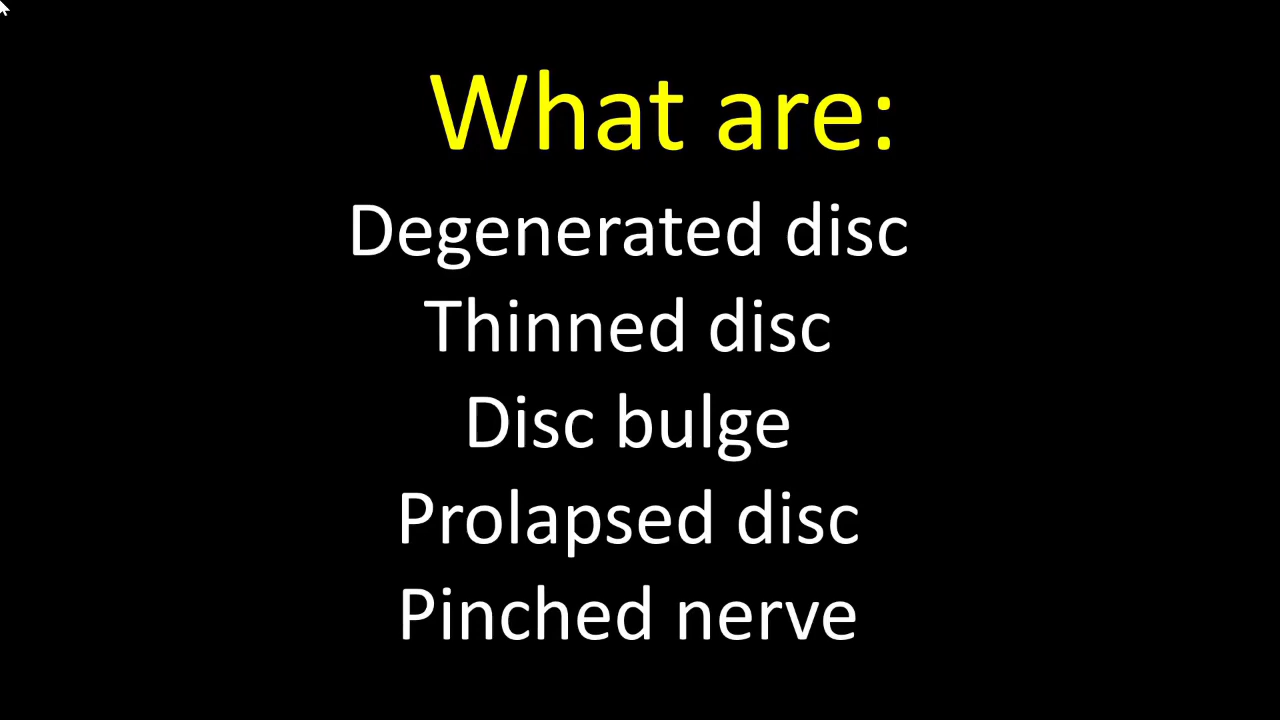 What are:
Degenerated disc
Thinned disc
Disc bulge
Prolapsed disc
Pinched nerve